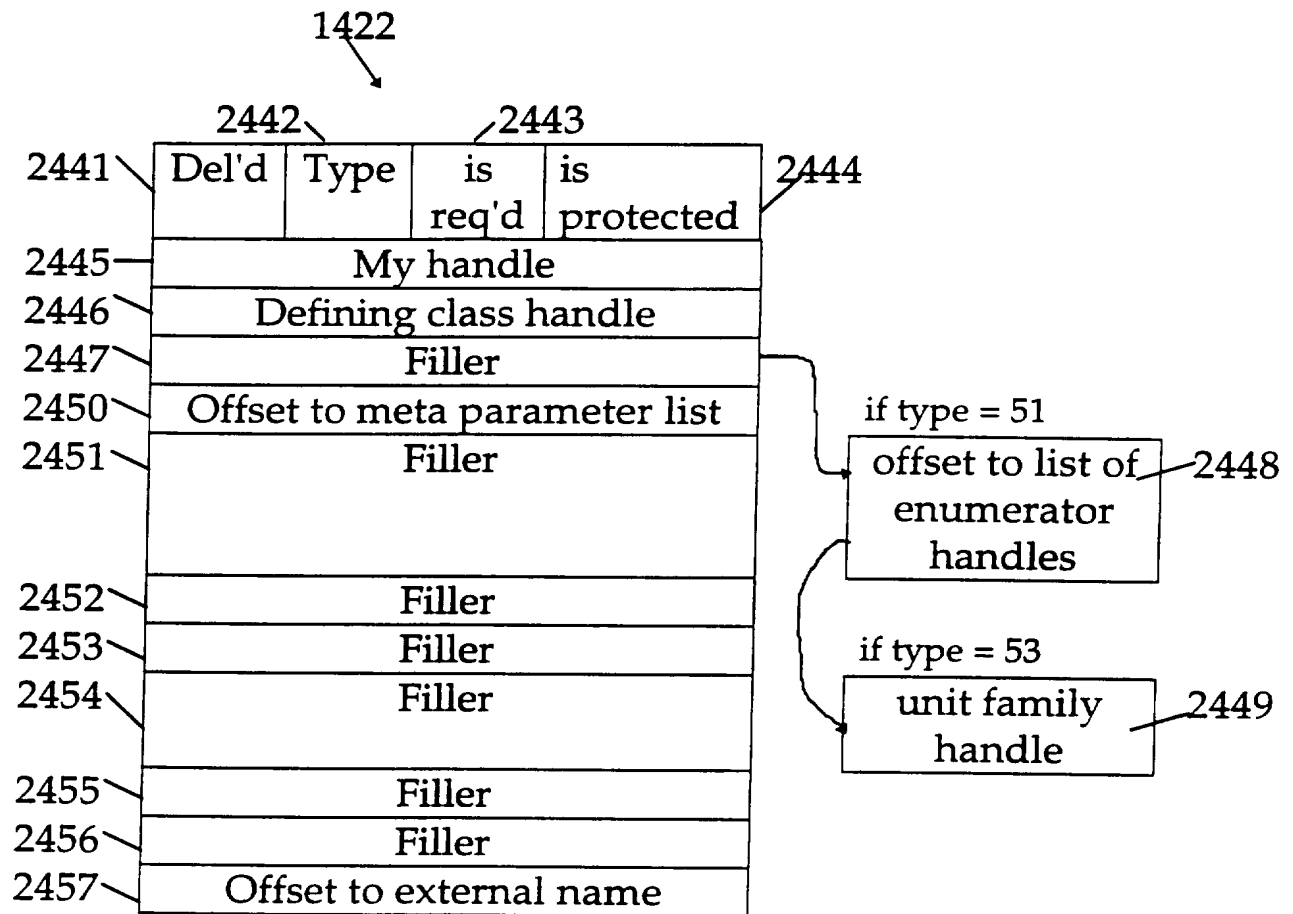 1422
2442 2443
2441 Del'd Type is is 2444
req'd protected
2445 My handle
2446 Defining class handle
2447 Filler
2450 Offset to meta parameter list
2451 Filler
if type = 51
offset to list of 2448
enumerator
handles
2452 Filler
2453 Filler
if type = 53
2454 Filler
unit family 2449
handle
2455 Filler
2456 Filler
2457 Offset to external name